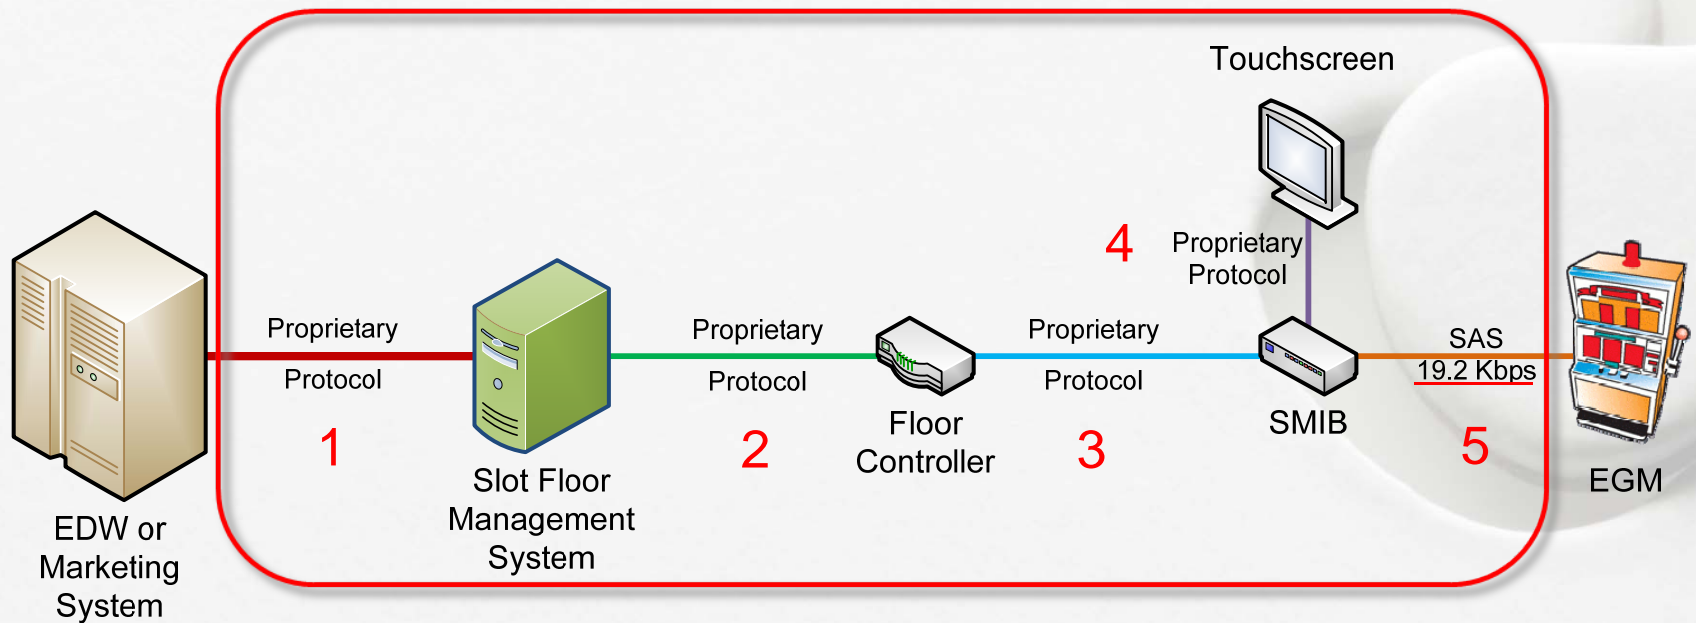 Touchscreen
4
Proprietary
Protocol
Proprietary
Protocol
1
Proprietary
Protocol
2
Proprietary
Protocol
3
SAS
19.2 Kbps
5
EDW or
Marketing
System
Slot Floor
Management
System
Floor
Controller
SMIB
EGM